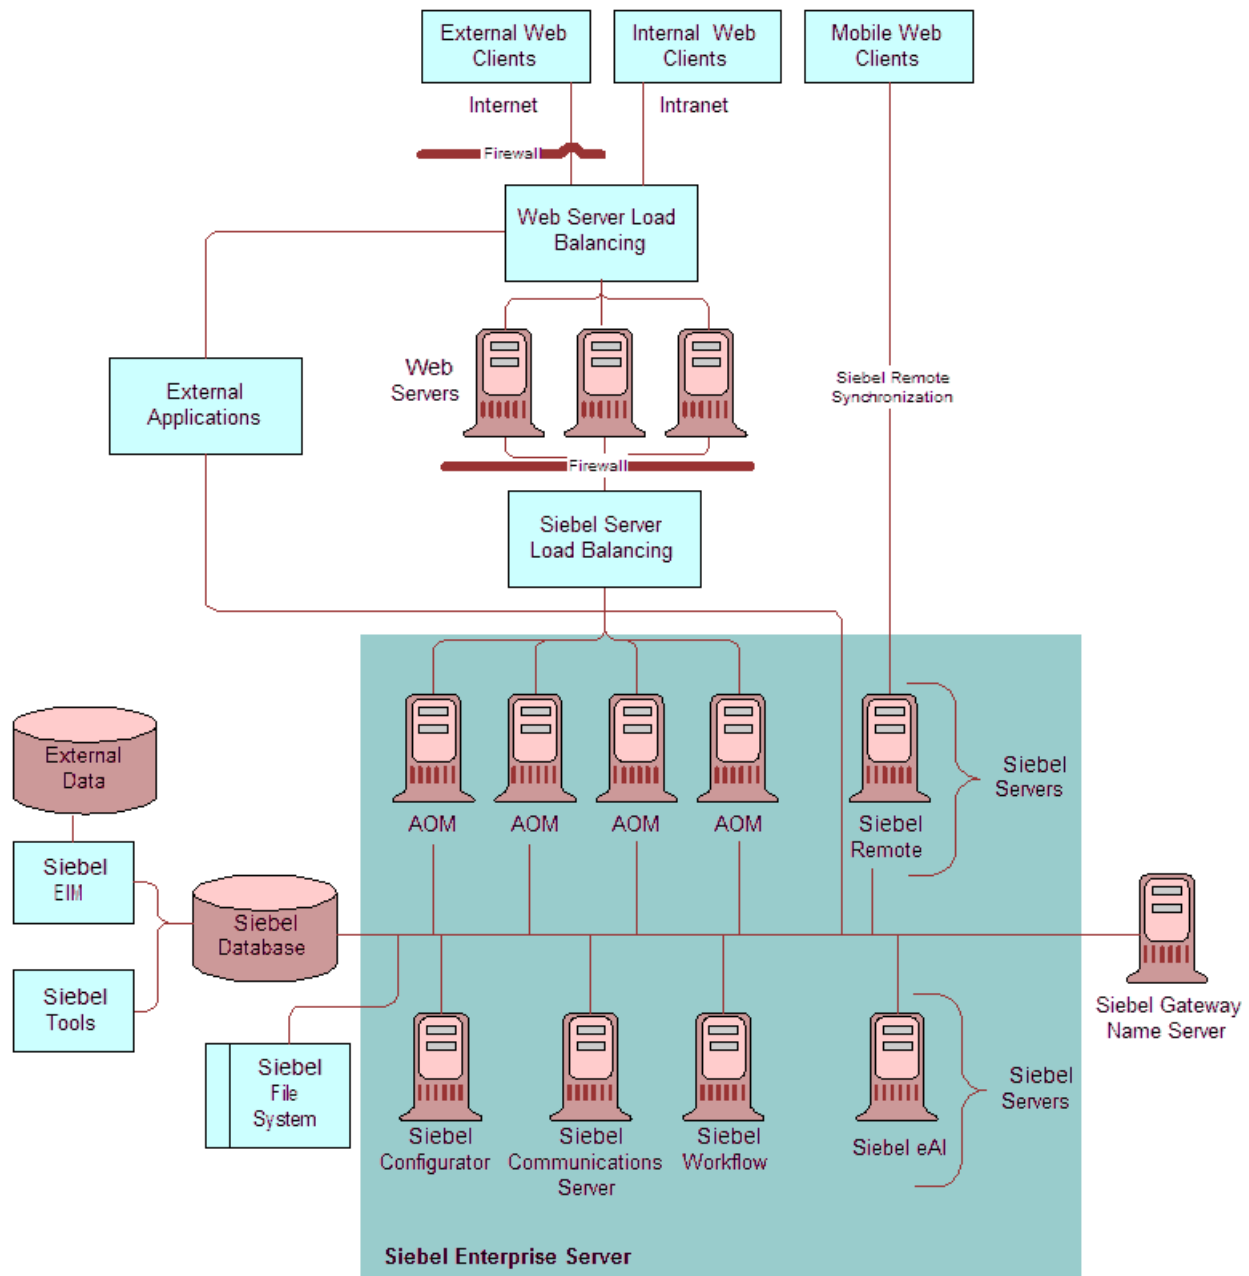 External Web
Clients
Internal Web
Clients
Mobile Web
Clients
Internet
Intranet
Firewall
Web Server Load
Balancing
Web
Servers
Siebel Remote
Synchronization
External
Applications
Firewall
Siebel Server
Load Balancing
External
Data
Siebel
Servers
AOM
AOM
AOM
AOM
Siebel
Remote
Siebel
EIM
Siebel
Database
Siebel
Tools
Siebel Gateway
Name Server
Siebel
File
System
Siebel
Servers
Siebel
Configurator
Siebel
Communications
Server
Siebel
Workflow
Siebel eAI
Siebel Enterprise Server